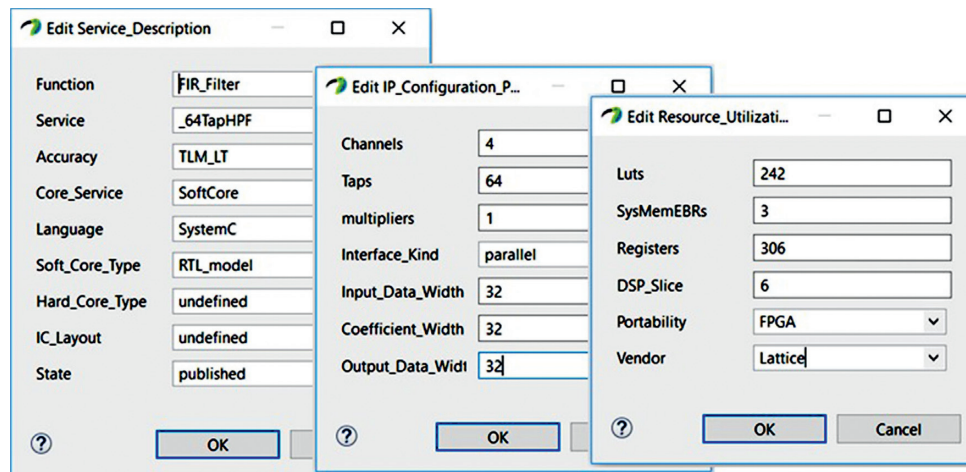 Edit Service_Description
Function FIR_Filter
Service _64TapHPF
Accuracy TLM_LT
Core_Service SoftCore
Language SystemC
Soft_Core_Type RTL_model
Hard_Core_Type undefined
IC_Layout undefined
State published
? OK
Edit IP_Configuration_P...
Channels 4
Taps 64
multipliers 1
Interface_Kind parallel
Input_Data_Width 32
Coefficient_Width 32
Output_Data_Widt 32
? OK
Edit Resource_Utilizati...
Luts 242
SysMemEBRs 3
Registers 306
DSP_Slice 6
Portability FPGA
Vendor Lattice
? OK Cancel